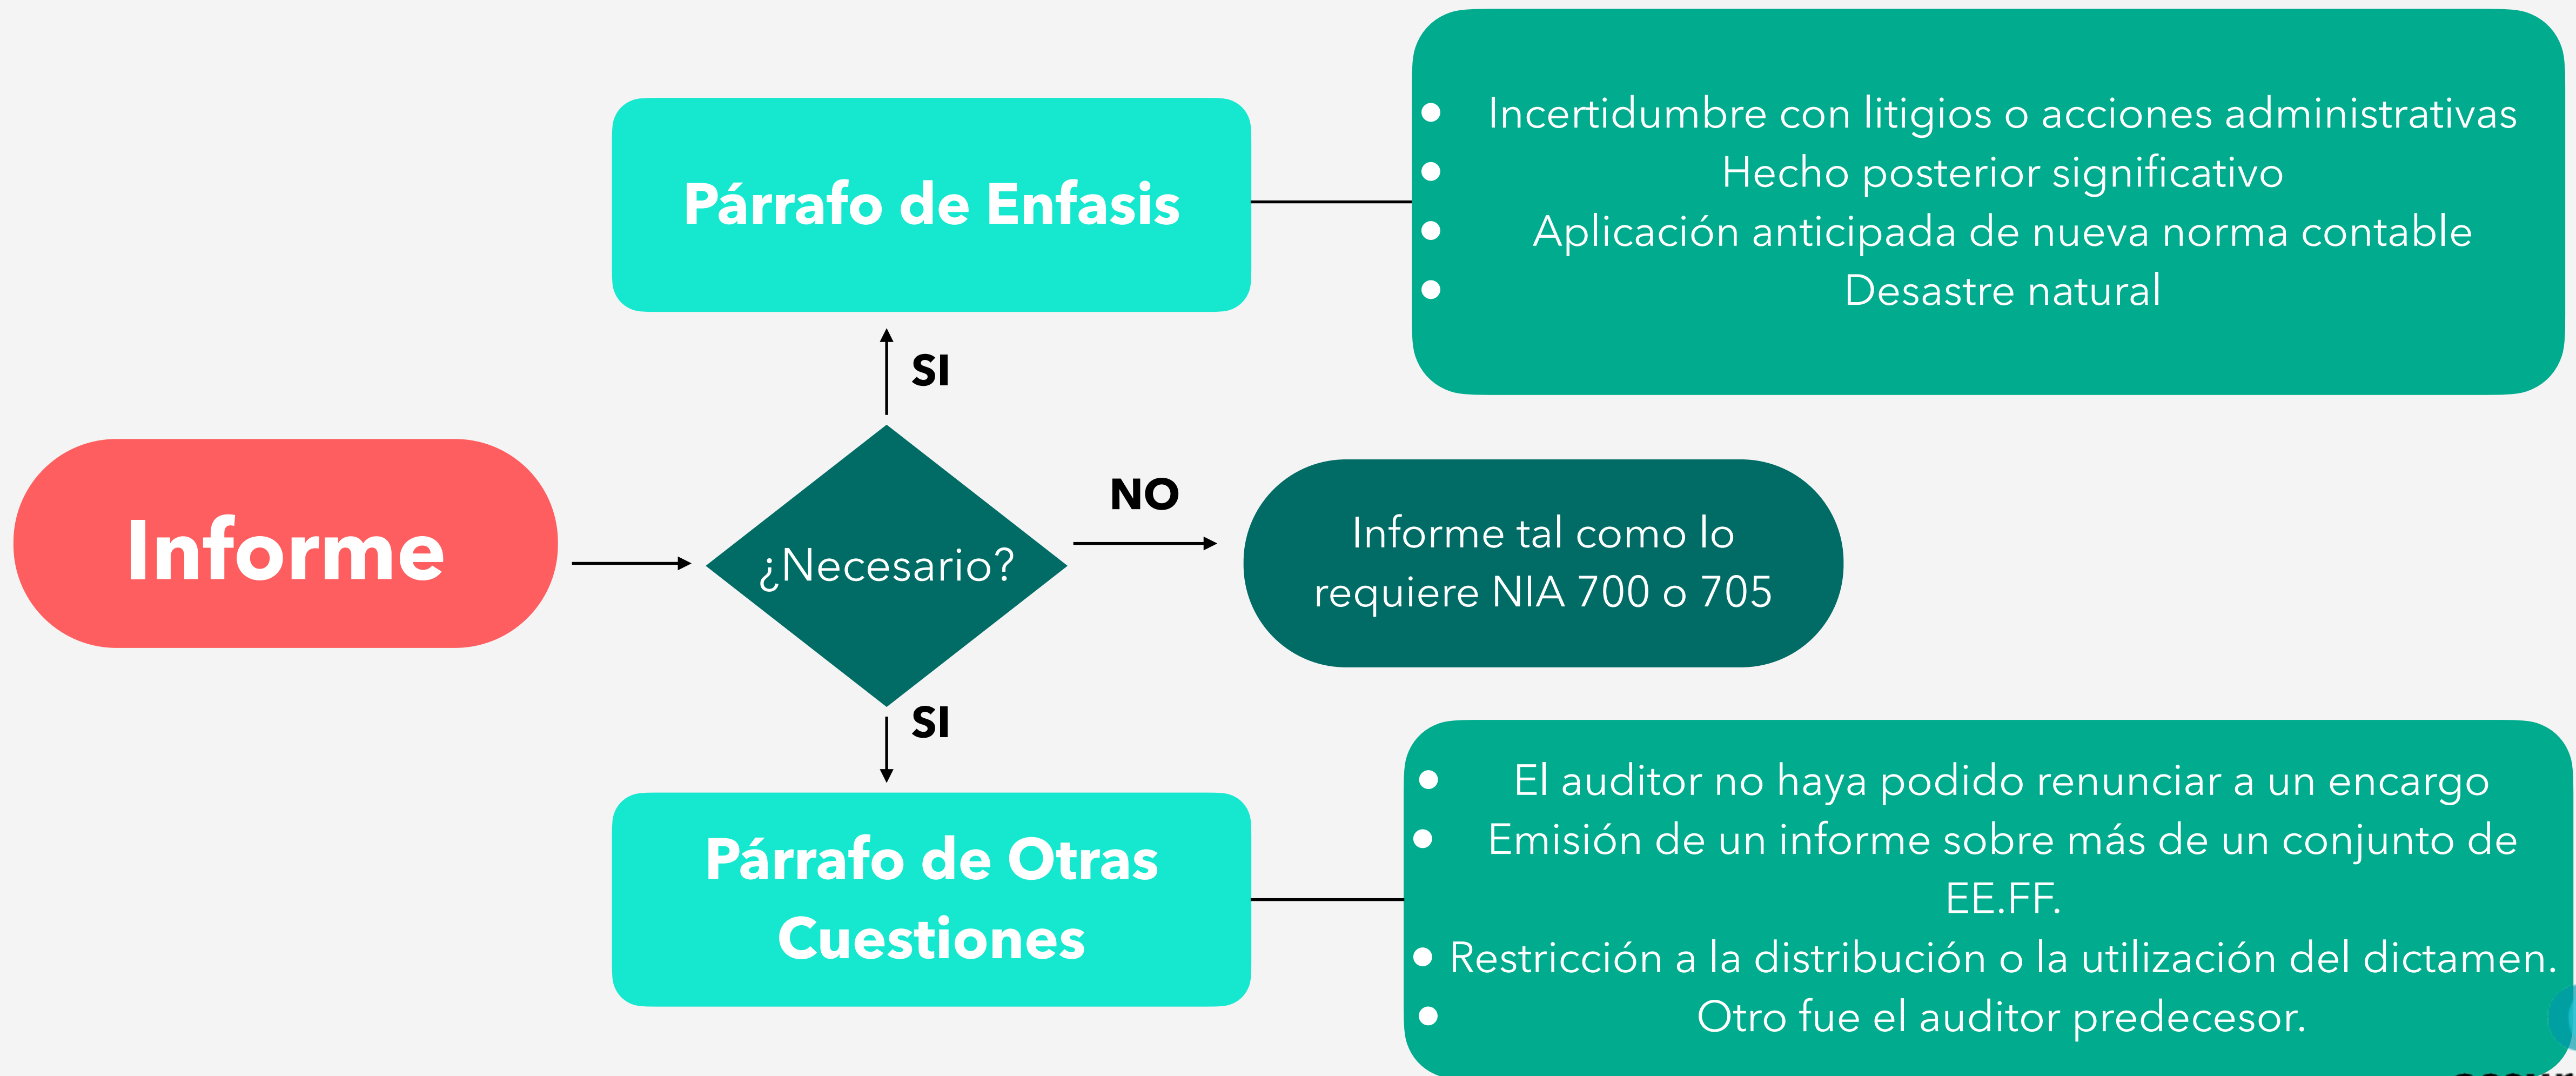 Incertidumbre con litigios o acciones administrativas
Hecho posterior significativo
Aplicación anticipada de nueva norma contable
Desastre natural
Párrafo de Enfasis
SI
NO
Informe
¿Necesario?
Informe tal como lo
requiere NIA 700 o 705
SI
Párrafo de Otras
Cuestiones
El auditor no haya podido renunciar a un encargo
Emisión de un informe sobre más de un conjunto de
EE.FF.
Restricción a la distribución o la utilización del dictamen.
Otro fue el auditor predecesor.